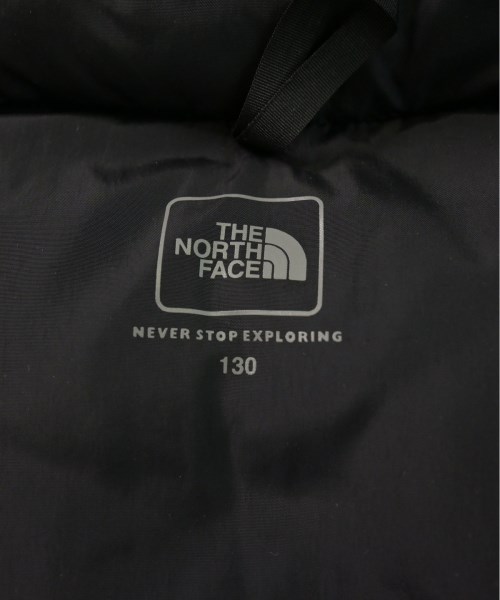 THE
NORTH
FACE
NEVER STOP EXPLORING
130